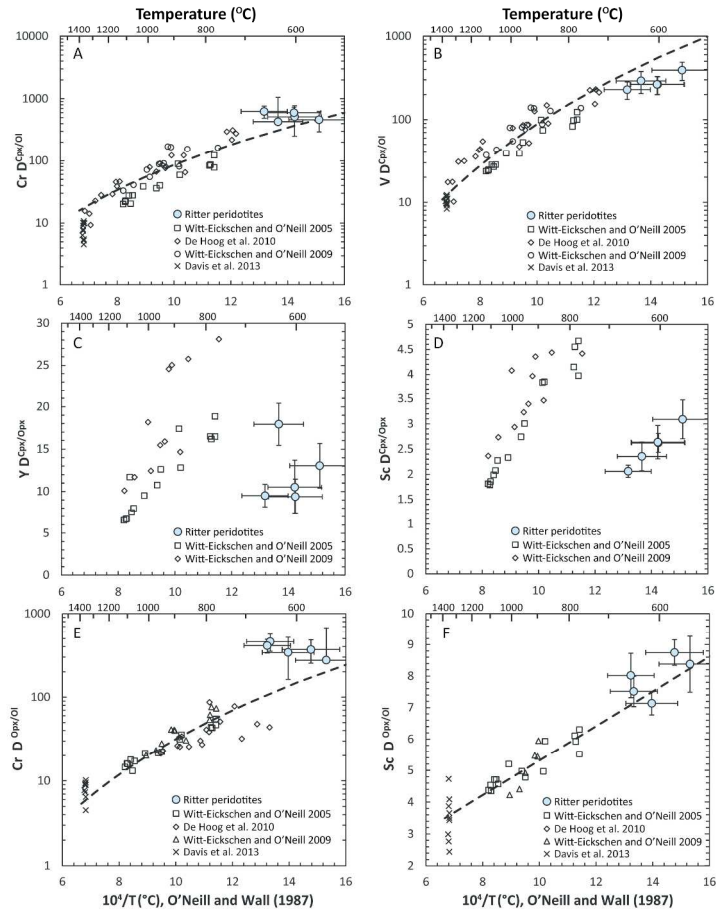 Temperature (ᴼC) Temperature (ᴼC)
1400 1200 1000 800 600 1400 1200 1000 800 600
10000
1000
100
10
1
Cr Dᶜᵖˣ/ᴼˡ
A
Ritter peridotites
Witt-Eickschen and O'Neill 2005
De Hoog et al. 2010
Witt-Eickschen and O'Neill 2009
Davis et al. 2013
6 8 10 12 14 16
1000
100
10
1
V Dᶜᵖˣ/ᴼˡ
B
Ritter peridotites
Witt-Eickschen and O'Neill 2005
De Hoog et al. 2010
Witt-Eickschen and O'Neill 2009
Davis et al. 2013
6 8 10 12 14 16
1400 1200 1000 800 600
30
25
20
15
10
5
0
Y Dᶜᵖˣ/ᴼᵖˣ
C
Ritter peridotites
Witt-Eickschen and O'Neill 2005
Witt-Eickschen and O'Neill 2009
6 8 10 12 14 16
1400 1200 1000 800 600
5
4.5
4
3.5
3
2.5
2
1.5
1
0.5
0
Sc Dᶜᵖˣ/ᴼᵖˣ
D
Ritter peridotites
Witt-Eickschen and O'Neill 2005
Witt-Eickschen and O'Neill 2009
6 8 10 12 14 16
1400 1200 1000 800 600
1000
100
10
1
Cr D ᴼᵖˣ/ᴼˡ
E
Ritter peridotites
Witt-Eickschen and O'Neill 2005
De Hoog et al. 2010
Witt-Eickschen and O'Neill 2009
Davis et al. 2013
6 8 10 12 14 16
10⁴/T (°C), O'Neill and Wall (1987)
1400 1200 1000 800 600
10
9
8
7
6
5
4
3
2
Sc D ᴼᵖˣ/ᴼˡ
F
Ritter peridotites
Witt-Eickschen and O'Neill 2005
De Hoog et al. 2010
Witt-Eickschen and O'Neill 2009
Davis et al. 2013
6 8 10 12 14 16
10⁴/T (°C), O'Neill and Wall (1987)